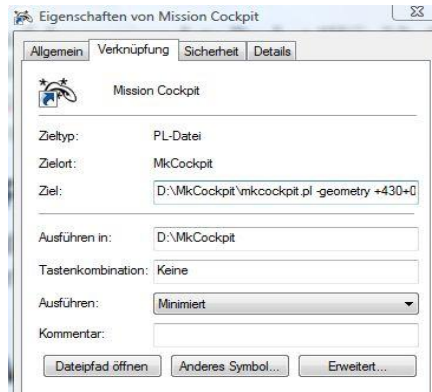 Eigenschaften von Mission Cockpit
Allgemein Verknüpfung Sicherheit Details
Mission Cockpit
Zieltyp: PL-Datei
Zielort: MkCockpit
Ziel: D:\MkCockpit\mkcockpit.pl -geometry +430+0
Ausführen in: D:\MkCockpit
Tastenkombination: Keine
Ausführen: Minimiert
Kommentar:
Dateipfad öffnen Anderes Symbol... Erweitert...